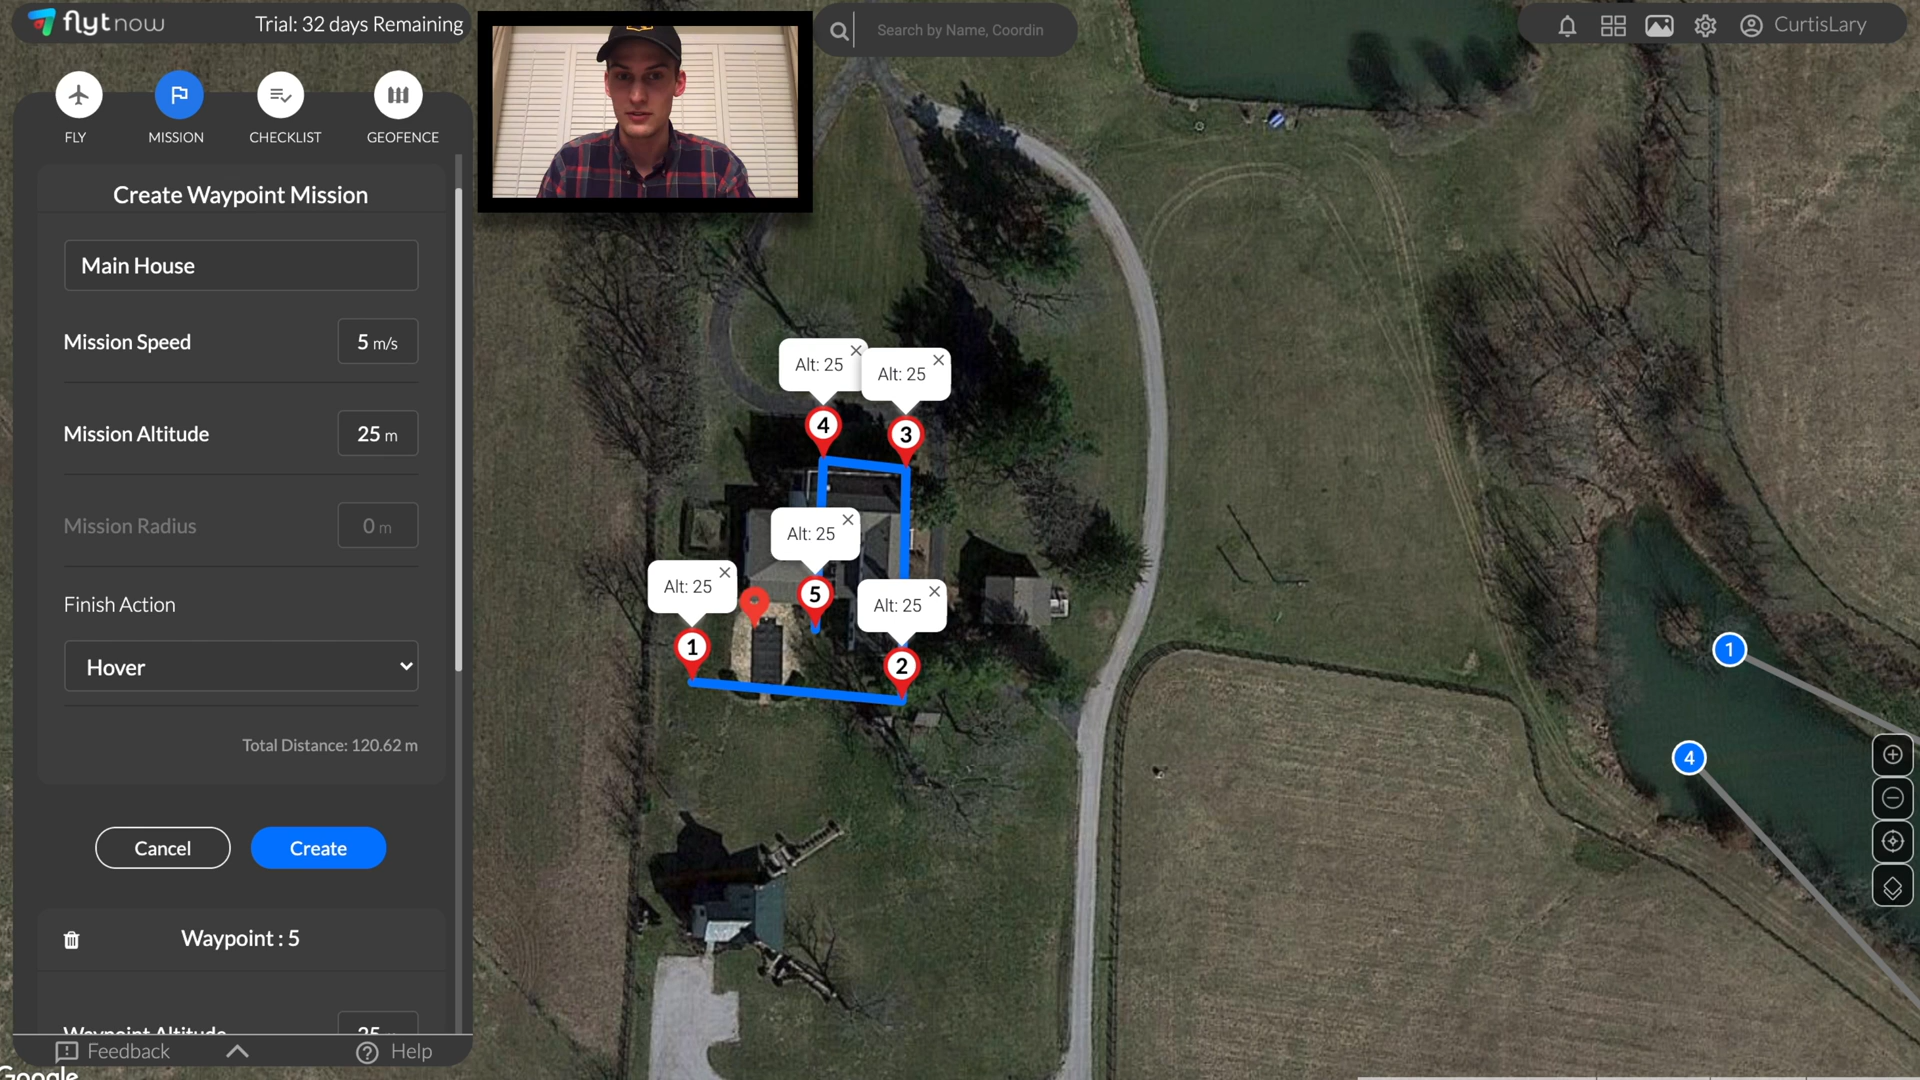 flytnow
Trial: 32 days Remaining
Search by Name, Coordin
CurtisLary
FLY
MISSION
CHECKLIST
GEOFENCE
Create Waypoint Mission
Main House
Mission Speed
5 m/s
Mission Altitude
25 m
Mission Radius
0 m
Finish Action
Hover
Total Distance: 120.62 m
Cancel
Create
Waypoint : 5
Waypoint Altitude
25
Feedback
Help
Google
Alt: 25
4
Alt: 25
3
Alt: 25
5
Alt: 25
1
Alt: 25
2
1
4